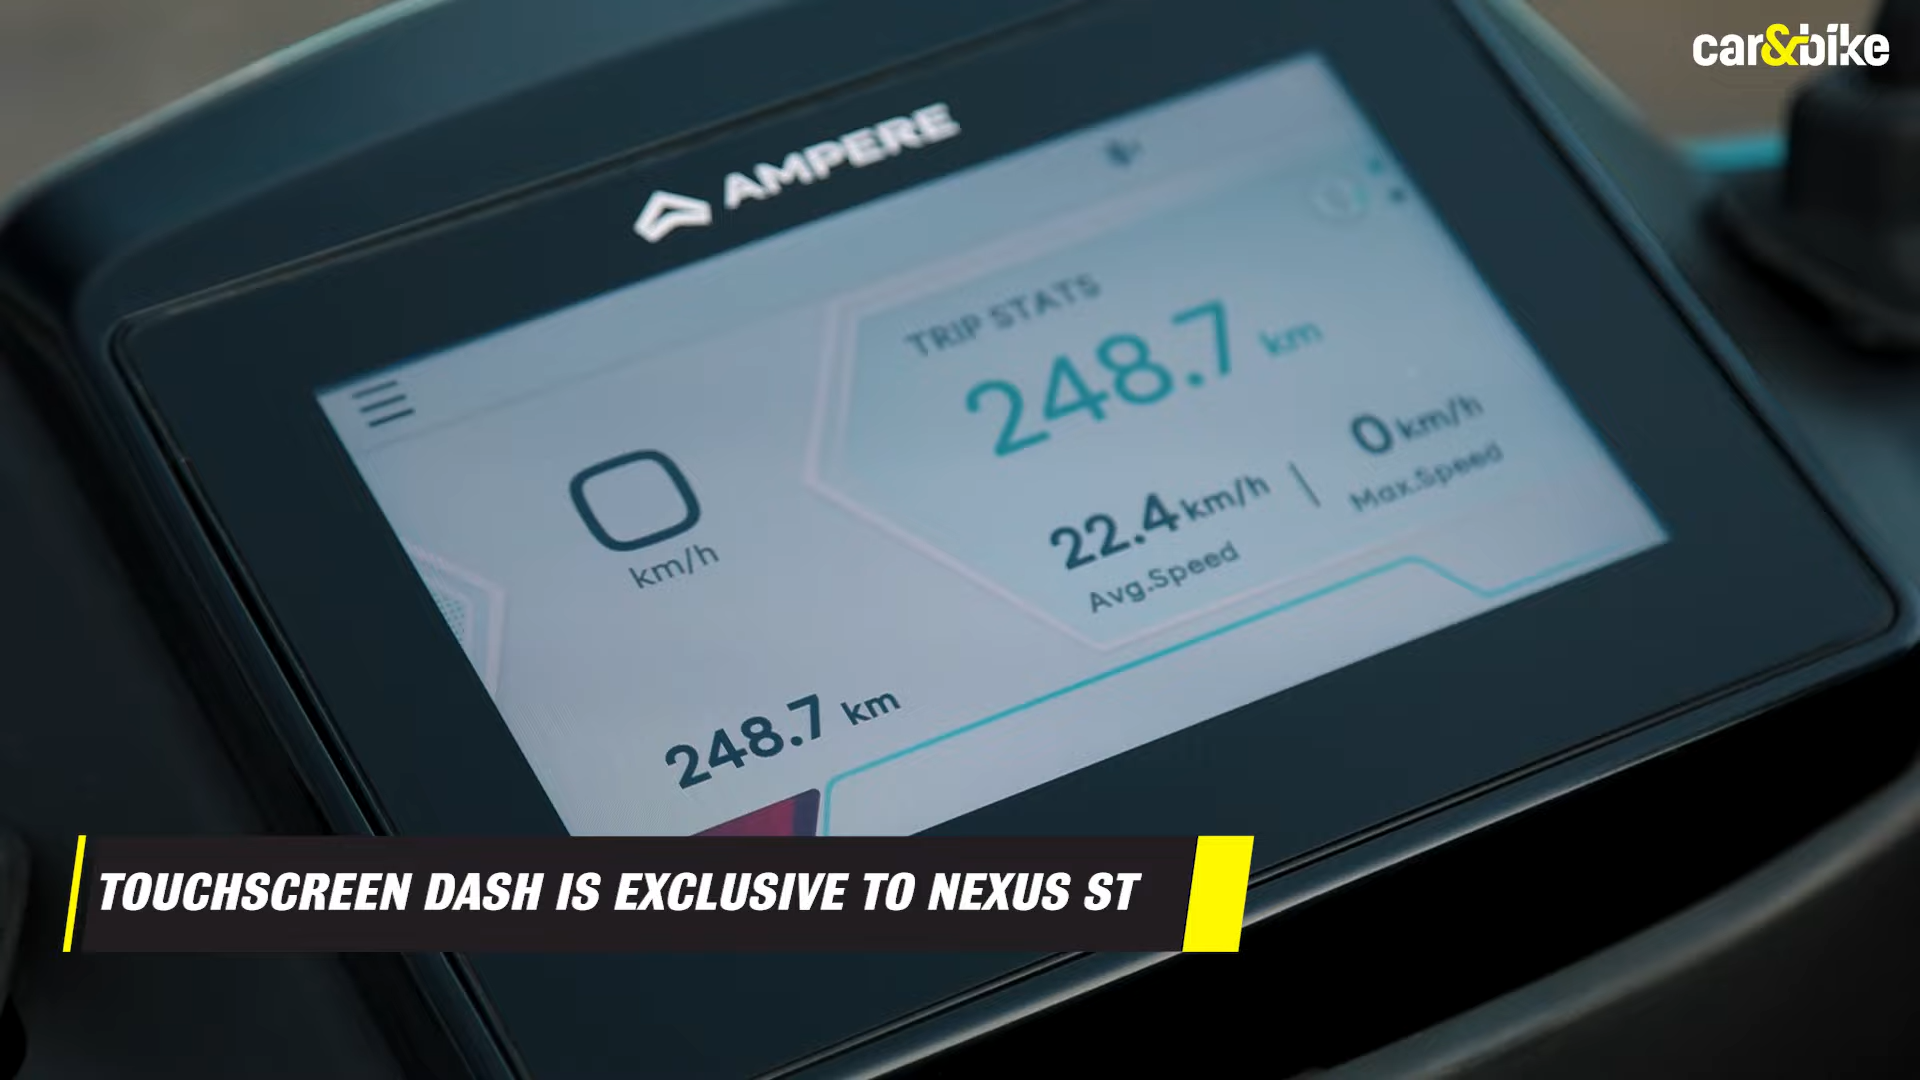 car&bike
AMPERE
TRIP STATS
248.7 km
0 km/h
22.4 km/h | 0 km/h
Avg.Speed Max.Speed
248.7 km
TOUCHSCREEN DASH IS EXCLUSIVE TO NEXUS ST